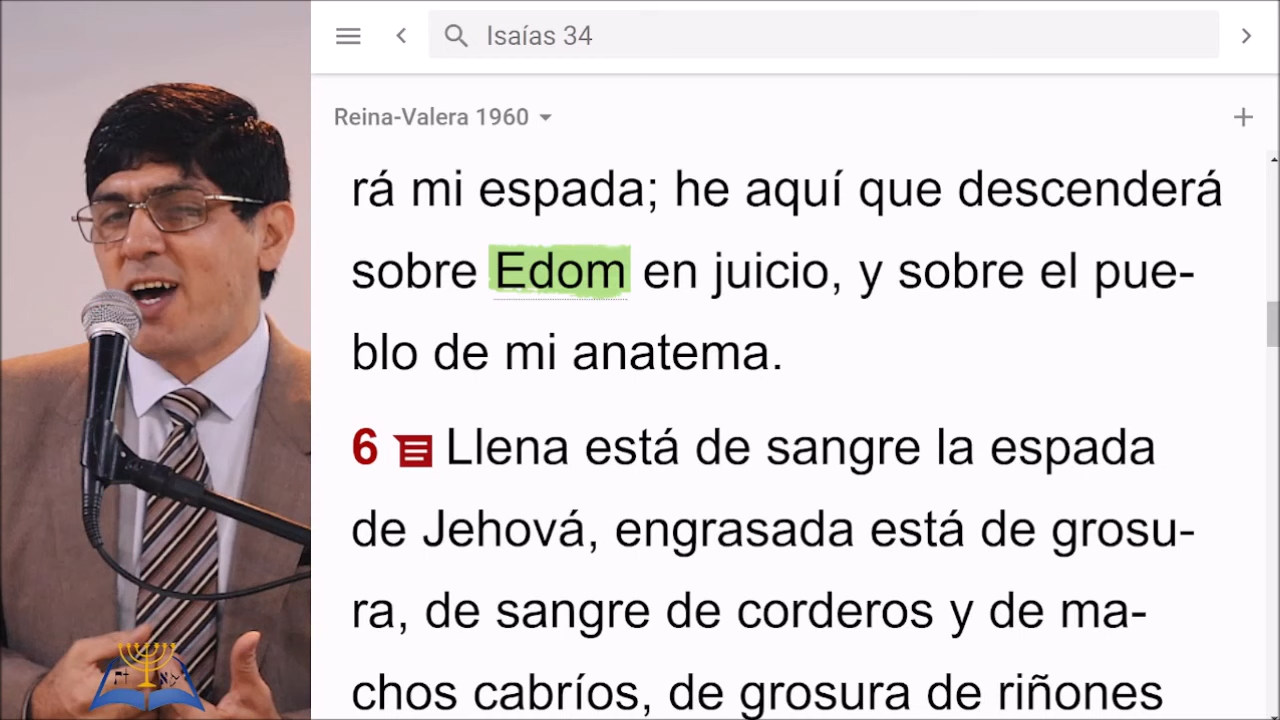 Isaías 34
Reina-Valera 1960
rá mi espada; he aquí que descenderá
sobre Edom en juicio, y sobre el pue-
blo de mi anatema.
6 Llena está de sangre la espada
de Jehová, engrasada está de grosu-
ra, de sangre de corderos y de ma-
chos cabríos, de grosura de riñones